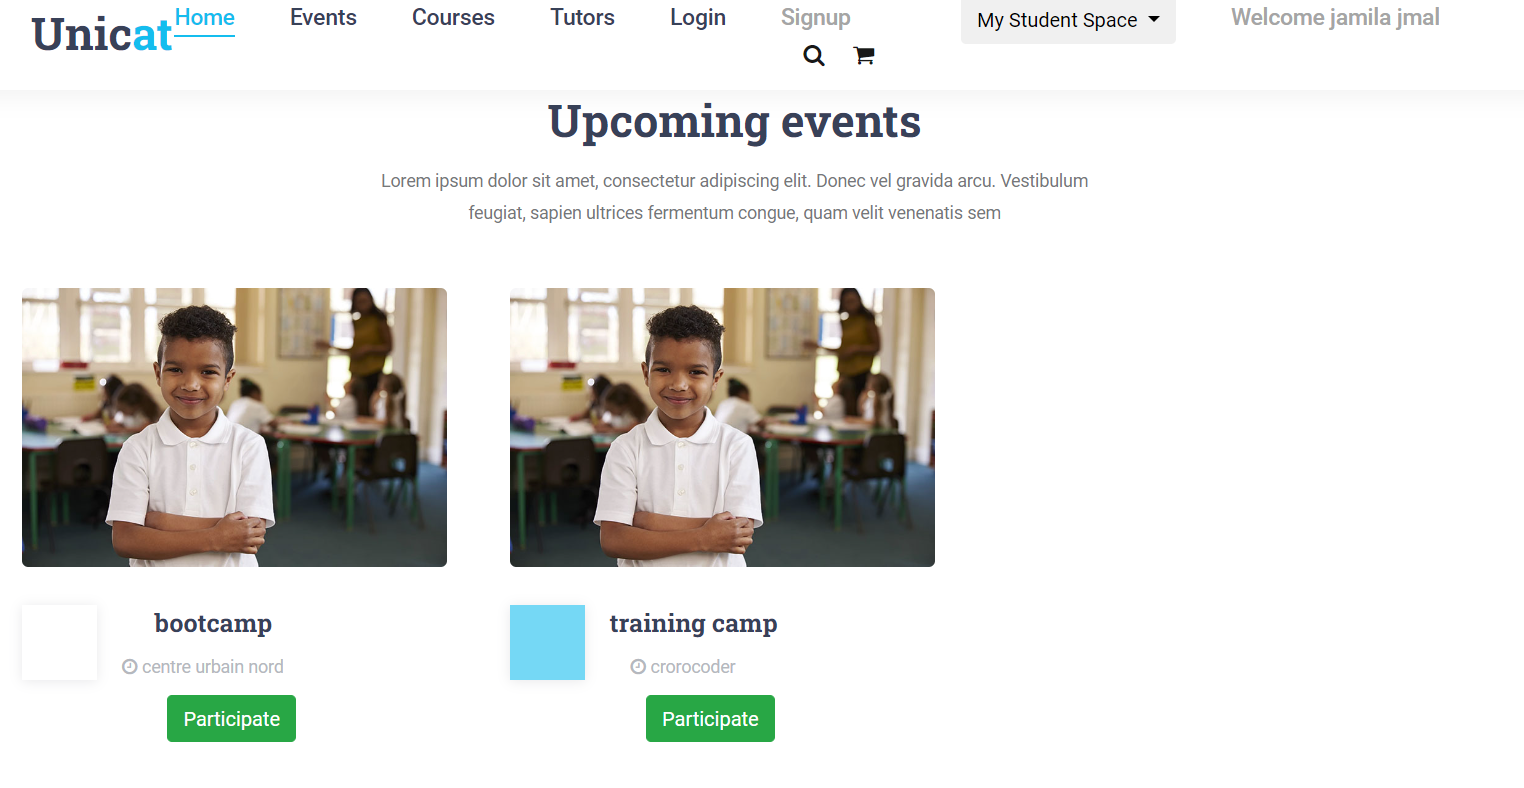 Unicat
Home Events Courses Tutors Login Signup My Student Space Welcome jamila jmal
Upcoming events
Lorem ipsum dolor sit amet, consectetur adipiscing elit. Donec vel gravida arcu. Vestibulum
feugiat, sapien ultrices fermentum congue, quam velit venenatis sem
bootcamp
centre urbain nord
Participate
training camp
crorocoder
Participate